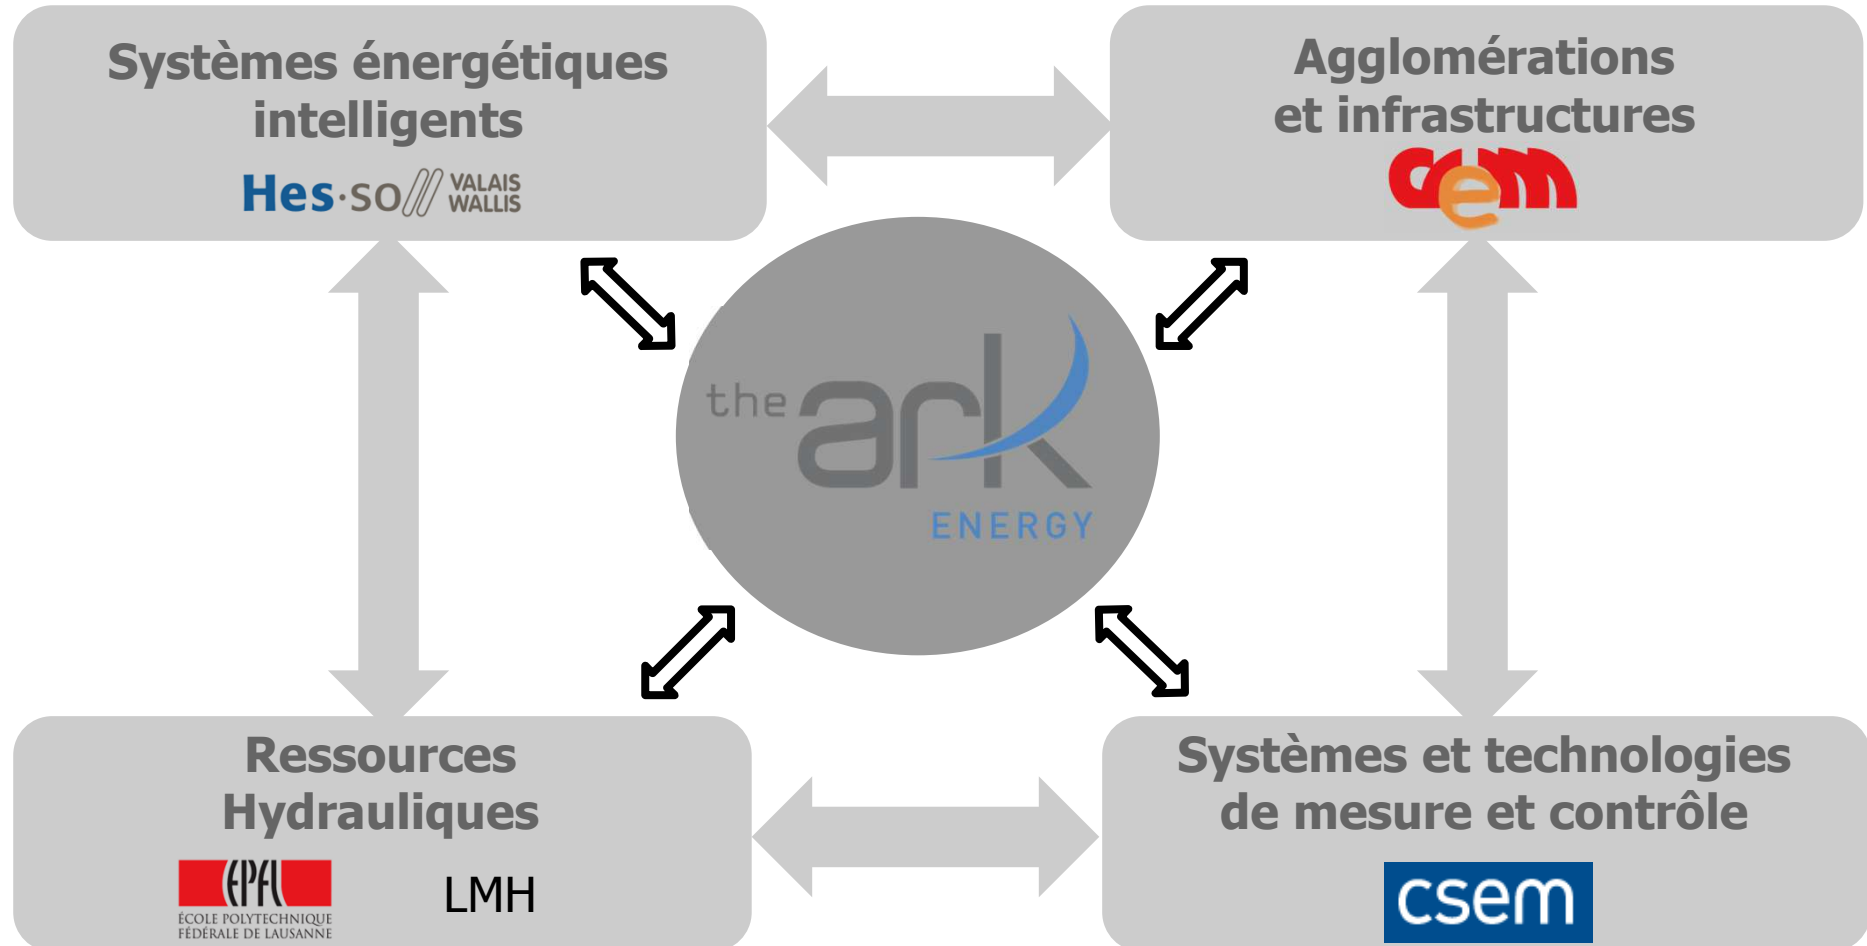 Systèmes énergétiques
intelligents
Hes·so VALAIS
WALLIS
Agglomérations
et infrastructures
cem
the ark
ENERGY
Ressources
Hydrauliques
EPFL
ÉCOLE POLYTECHNIQUE
FÉDÉRALE DE LAUSANNE
LMH
Systèmes et technologies
de mesure et contrôle
csem